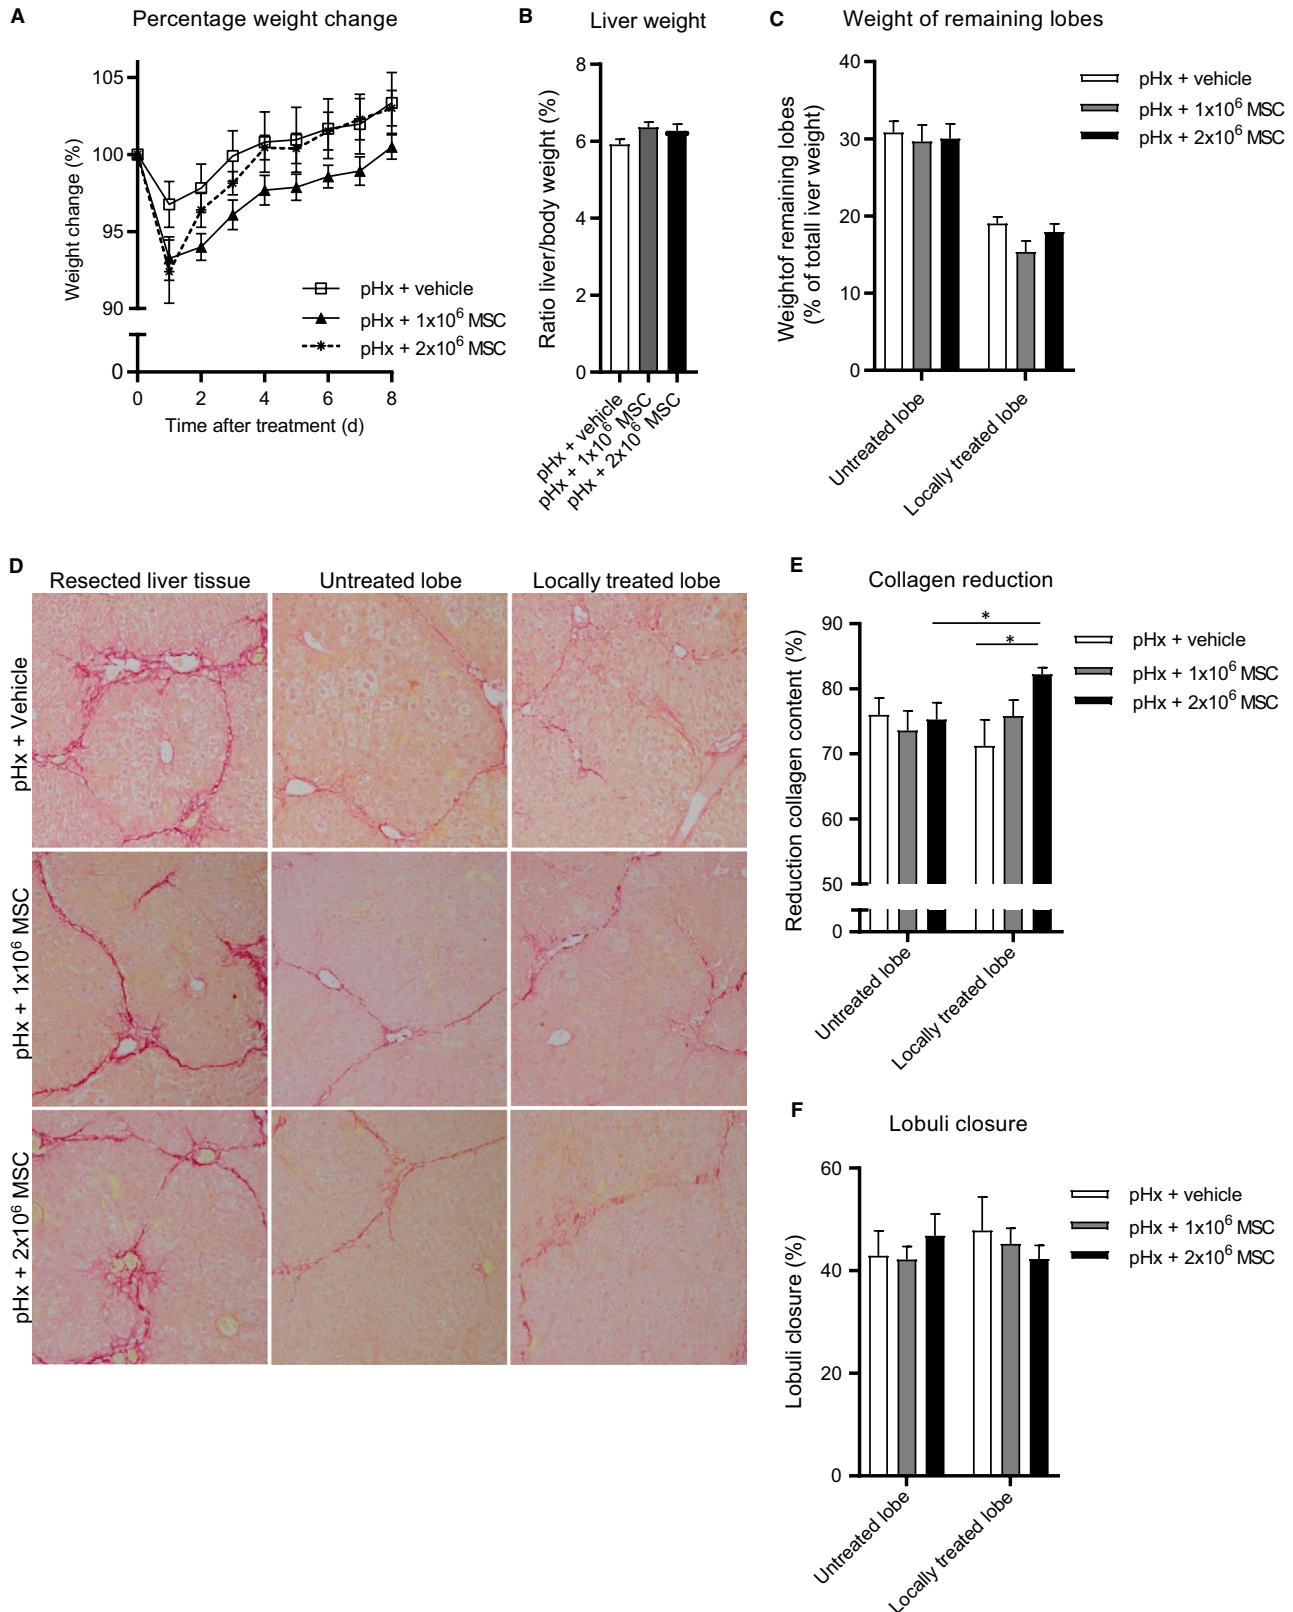 A
Percentage weight change
Weight change (%)
105
100
95
90
0
0 2 4 6 8
Time after treatment (d)
pHx + vehicle
pHx + 1x10⁶ MSC
pHx + 2x10⁶ MSC
B
Liver weight
Ratio liver/body weight (%)
8
6
4
2
0
pHx + vehicle
pHx + 1x10⁶ MSC
pHx + 2x10⁶ MSC
C
Weight of remaining lobes
Weightof remaining lobes
(% of totall liver weight)
40
30
20
10
0
Untreated lobe
Locally treated lobe
pHx + vehicle
pHx + 1x10⁶ MSC
pHx + 2x10⁶ MSC
D
Resected liver tissue
Untreated lobe
Locally treated lobe
pHx + Vehicle
pHx + 1x10⁶ MSC
pHx + 2x10⁶ MSC
E
Collagen reduction
Reduction collagen content (%)
90
80
70
60
50
0
*
*
Untreated lobe
Locally treated lobe
pHx + vehicle
pHx + 1x10⁶ MSC
pHx + 2x10⁶ MSC
F
Lobuli closure
Lobuli closure (%)
60
40
20
0
Untreated lobe
Locally treated lobe
pHx + vehicle
pHx + 1x10⁶ MSC
pHx + 2x10⁶ MSC